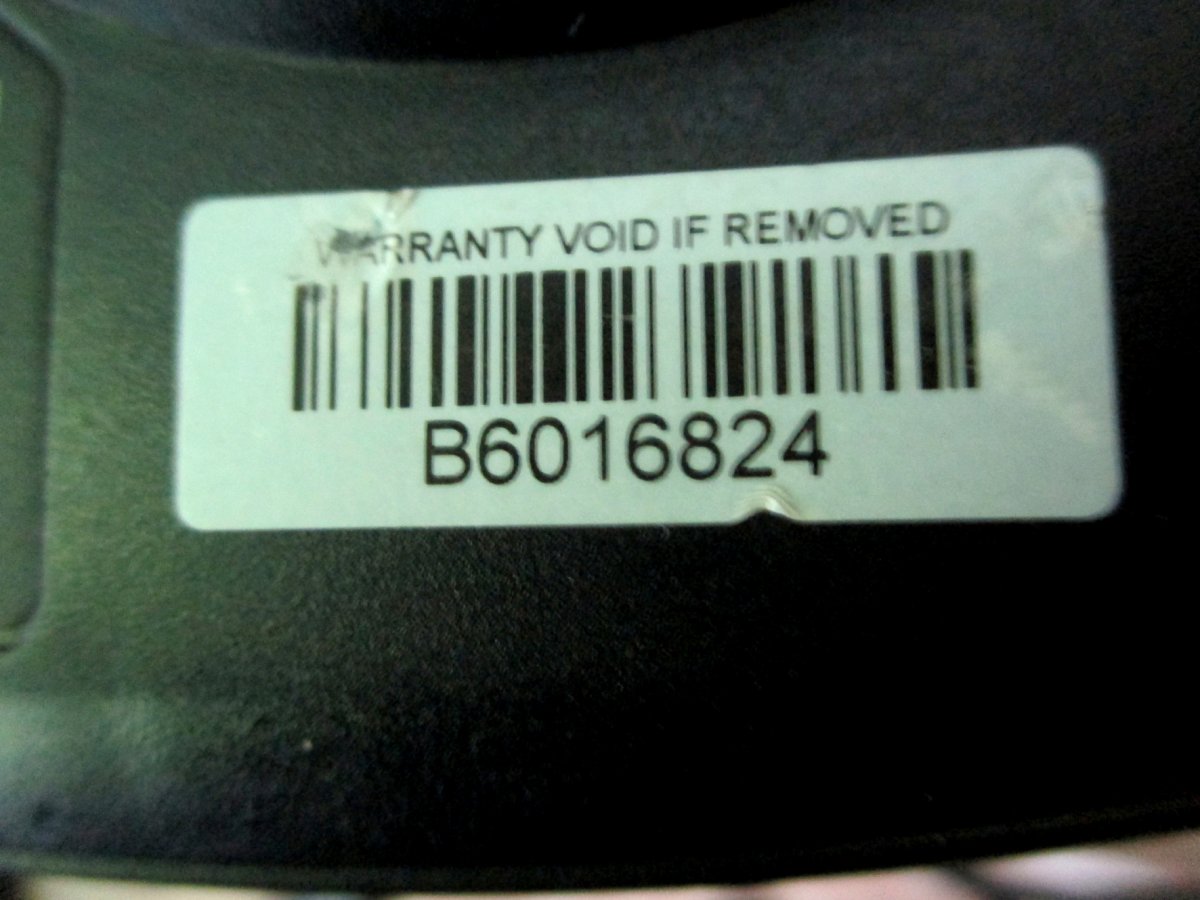 WARRANTY VOID IF REMOVED
B6016824